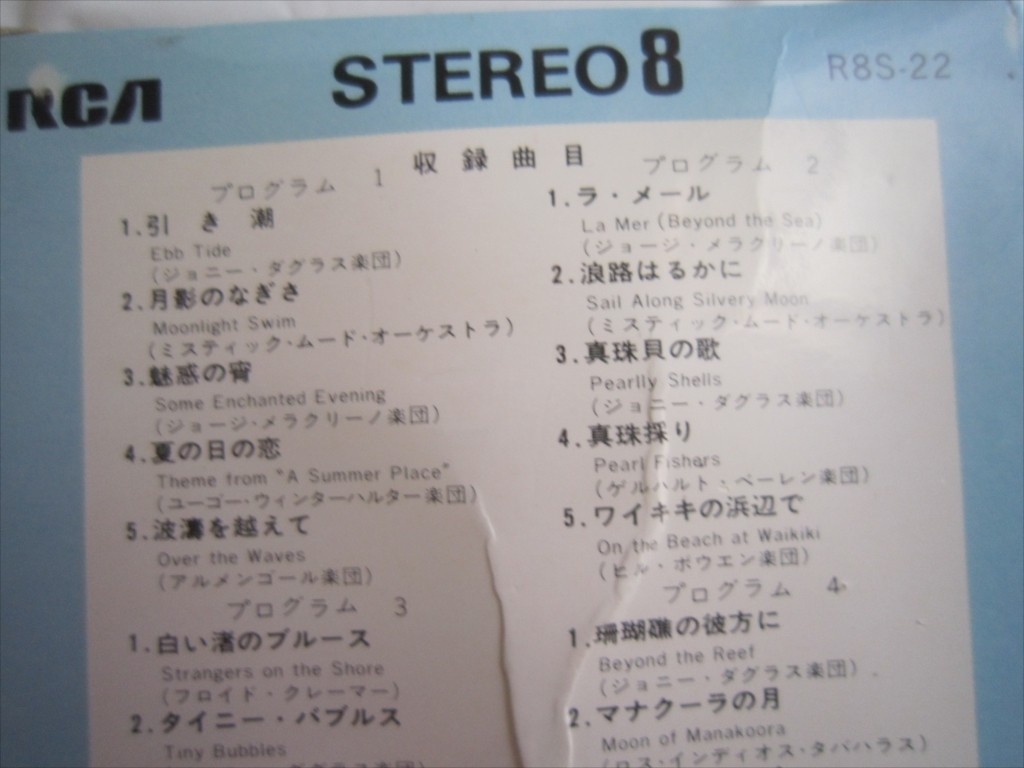 RCA STEREO 8 R8S-22
収録曲目
プログラム 1
1.引き潮
Ebb Tide
(ジョニー・ダグラス楽団)
2.月影のなぎさ
Moonlight Swim
(ミスティック・ムード・オーケストラ)
3.魅惑の宵
Some Enchanted Evening
(ジョージ・メラクリーノ楽団)
4.夏の日の恋
Theme from "A Summer Place"
(ユーゴー・ウィンターハルター楽団)
5.波濤を越えて
Over the Waves
(アルメンゴール楽団)
プログラム 2
1.ラ・メール
La Mer (Beyond the Sea)
(ジョージ・メラクリーノ楽団)
2.浪路はるかに
Sail Along Silvery Moon
(ミスティック・ムード・オーケストラ)
3.真珠貝の歌
Pearlly Shells
(ジョニー・ダグラス楽団)
4.真珠採り
Pearl Fishers
(ゲルハルト・ベーレン楽団)
5.ワイキキの浜辺で
On the Beach at Waikiki
(ビル・ボウエン楽団)
プログラム 3
1.白い渚のブルース
Strangers on the Shore
(フロイド・クレーマー)
2.タイニー・バブルス
Tiny Bubbles
プログラム 4
1.珊瑚礁の彼方に
Beyond the Reef
(ジョニー・ダグラス楽団)
2.マナクーラの月
Moon of Manakoora
(ロス・インディオス・タバハラス)